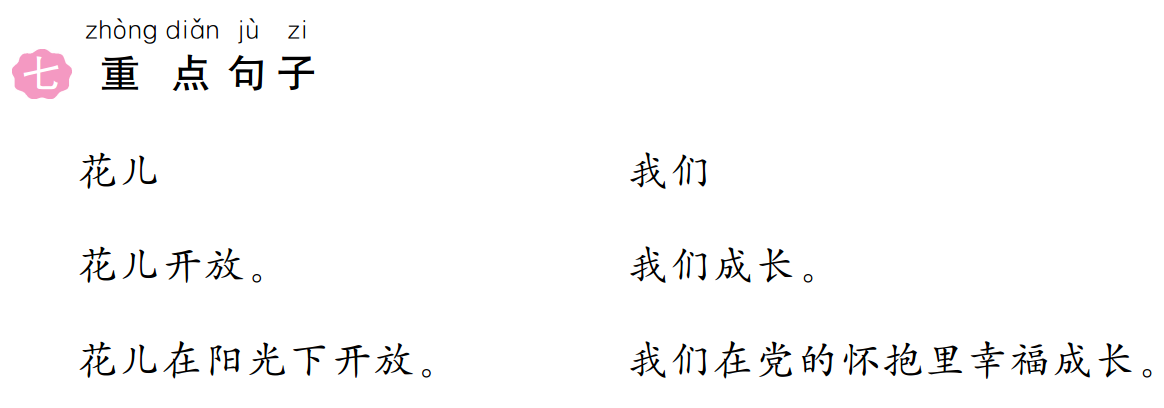 zhòng diǎn jù zi
七 重点句子
花儿 我们
花儿开放。 我们成长。
花儿在阳光下开放。 我们在党的怀抱里幸福成长。